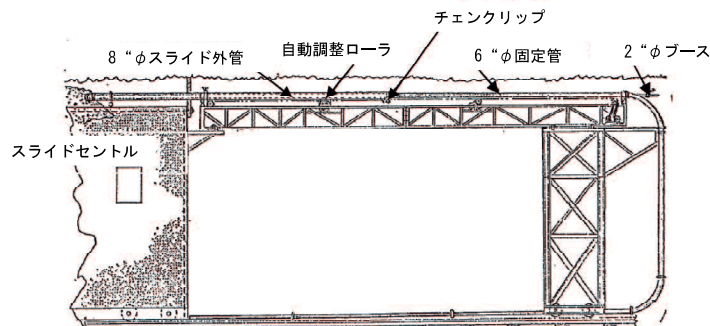 チェンクリップ
8 “φスライド外管
自動調整ローラ
6 “φ固定管
2 “φブース
スライドセントル